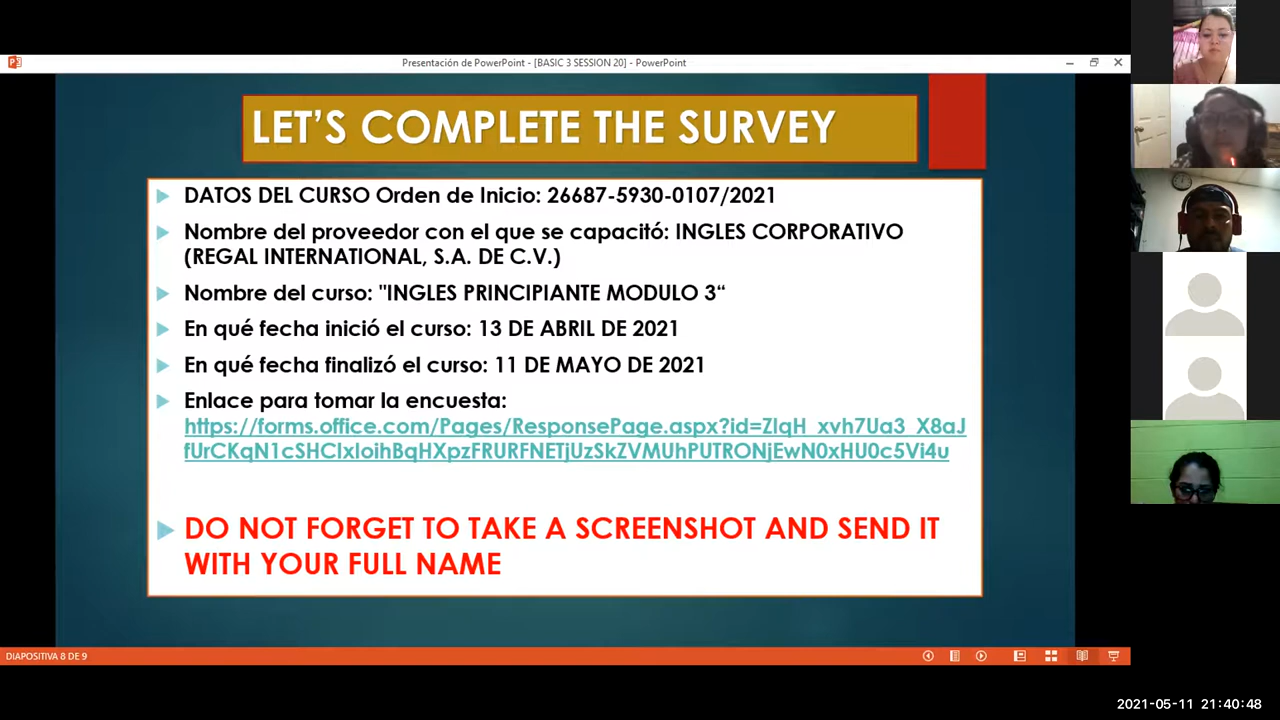 Presentación de PowerPoint - [BASIC 3 SESSION 20] - PowerPoint
LET'S COMPLETE THE SURVEY
DATOS DEL CURSO Orden de Inicio: 26687-5930-0107/2021
Nombre del proveedor con el que se capacitó: INGLES CORPORATIVO
(REGAL INTERNATIONAL, S.A. DE C.V.)
Nombre del curso: "INGLES PRINCIPIANTE MODULO 3“
En qué fecha inició el curso: 13 DE ABRIL DE 2021
En qué fecha finalizó el curso: 11 DE MAYO DE 2021
Enlace para tomar la encuesta:
https://forms.office.com/Pages/ResponsePage.aspx?id=ZIqH_xvh7Ua3_X8aJ
fUrCKqN1cSHClxIoihBqHXpzFRURFNETjUzSkZVMUhPUTRONjEwN0xHU0c5Vi4u
DO NOT FORGET TO TAKE A SCREENSHOT AND SEND IT
WITH YOUR FULL NAME
DIAPOSITIVA 8 DE 9
2021-05-11 21:40:48